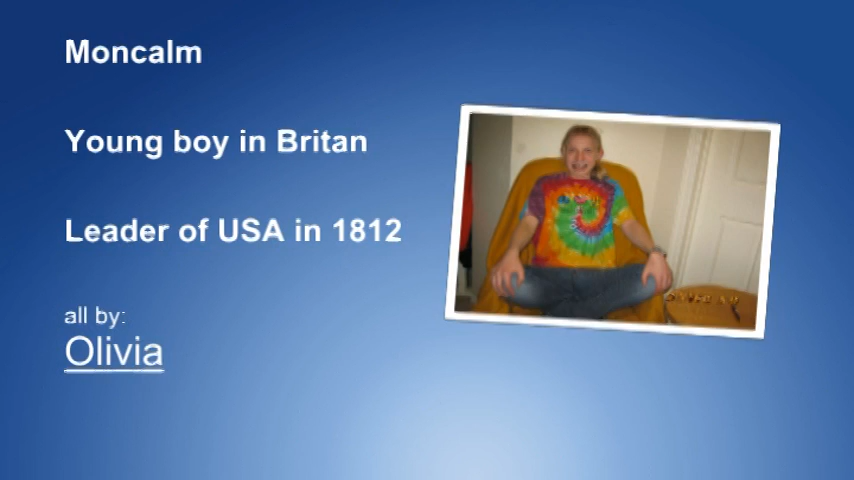 Moncalm
Young boy in Britan
Leader of USA in 1812
all by:
Olivia